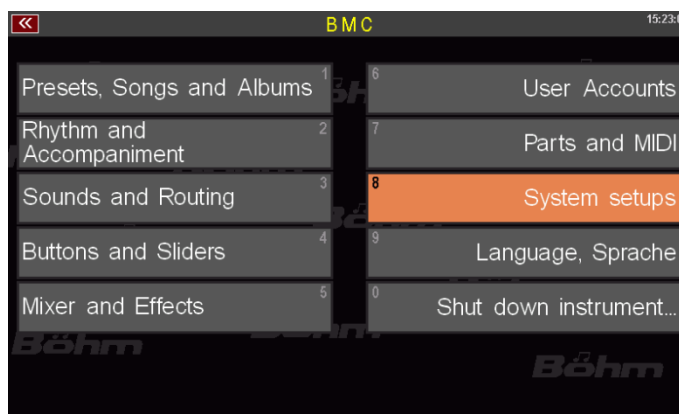 BMC
15:23:
Presets, Songs and Albums 1
Rhythm and 2
Accompaniment
Sounds and Routing 3
Buttons and Sliders 4
Mixer and Effects 5
6 User Accounts
7 Parts and MIDI
8 System setups
9 Language, Sprache
0 Shut down instrument...
Böhm
Böhm